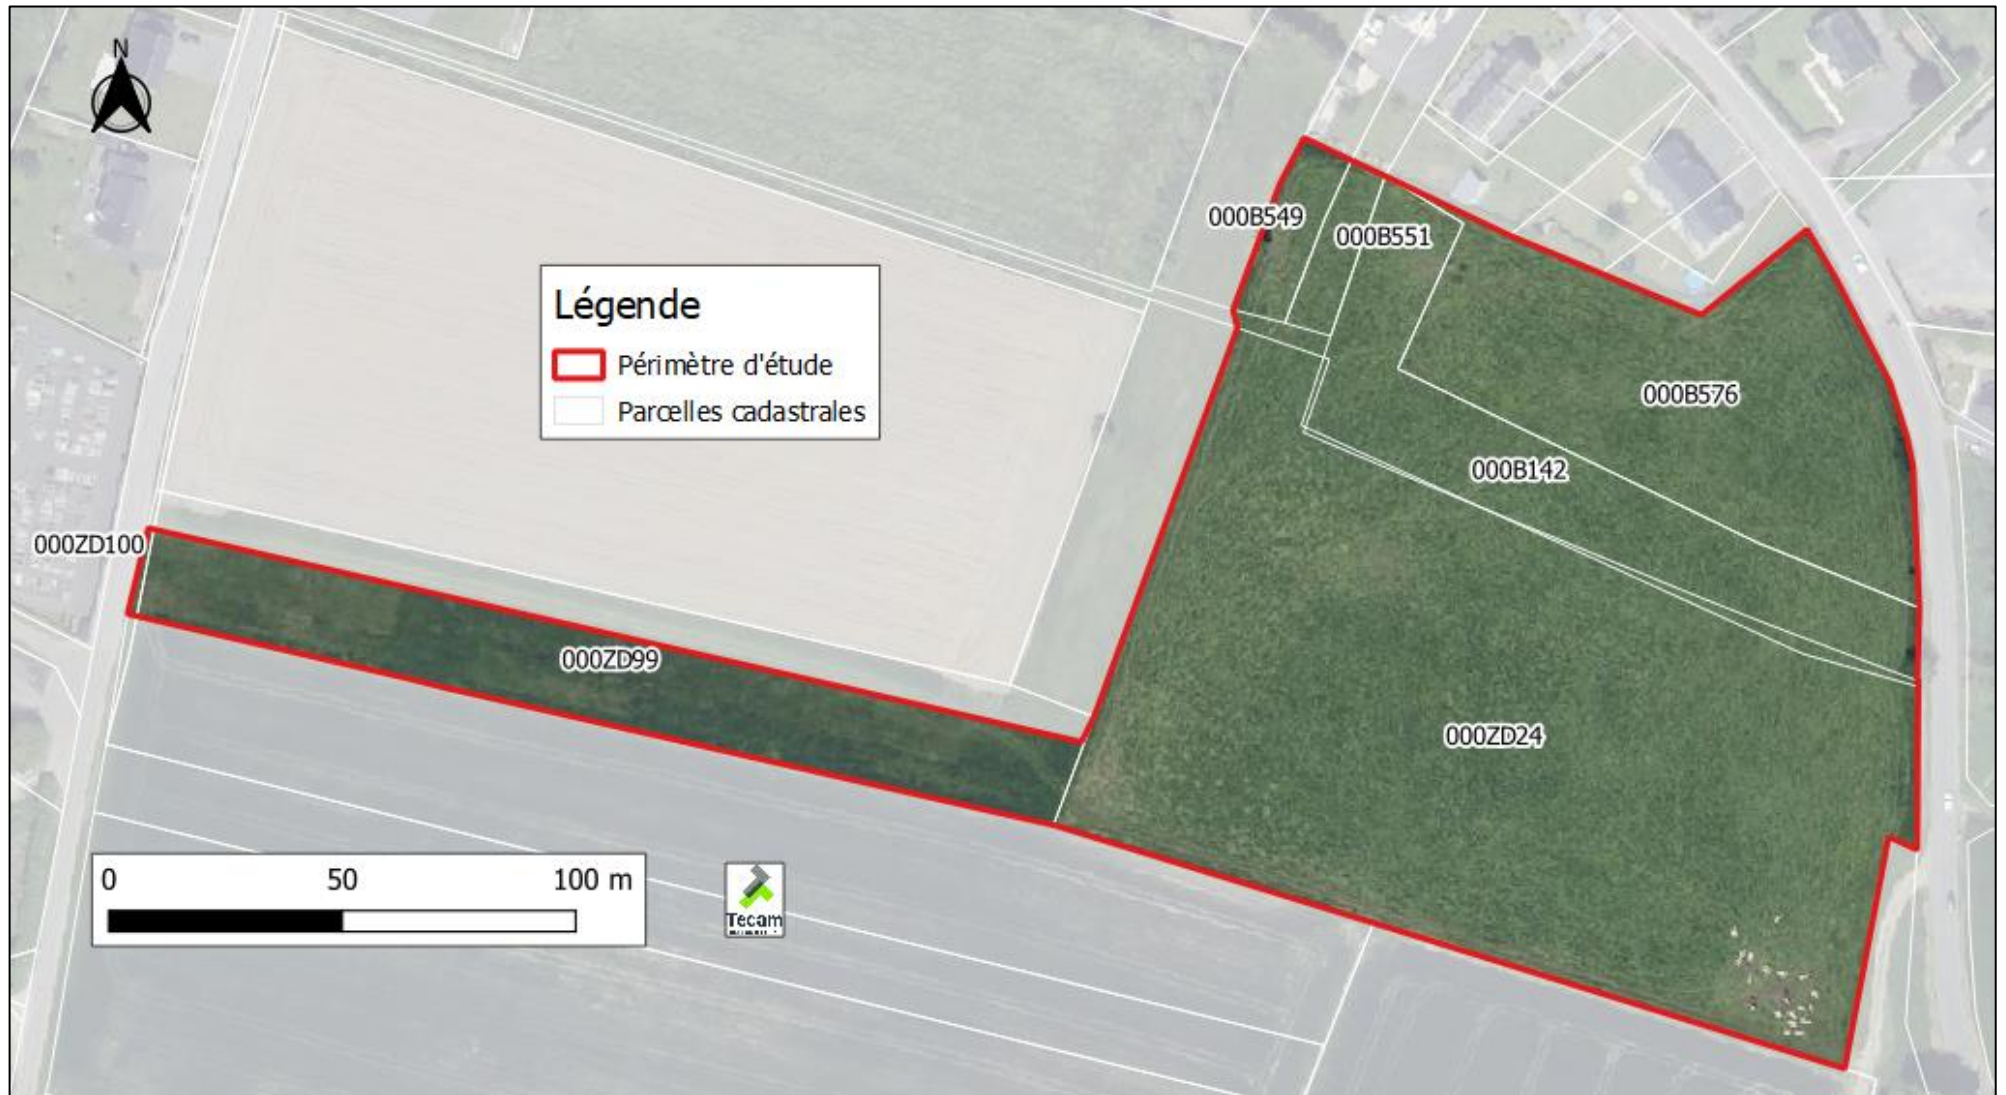 N
000B549
000B551
Légende
Périmètre d'étude
Parcelles cadastrales
000B576
000B142
000ZD100
000ZD99
000ZD24
0 50 100 m
Tecam